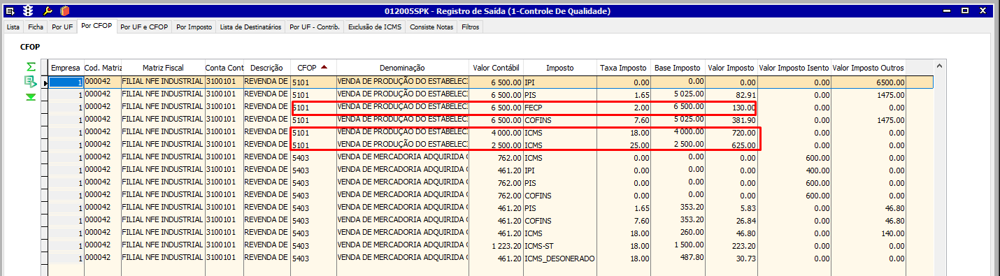 012005SPK - Registro de Saída (1-Controle De Qualidade)
Lista Ficha Por UF Por CFOP Por UF e CFOP Por Imposto Lista de Destinatários Por UF - Contrib. Exclusão de ICMS Consiste Notas Filtros
CFOP
Empresa Cod. Matriz Matriz Fiscal Conta Cont Descrição CFOP Denominação Valor Contábil Imposto Taxa Imposto Base Imposto Valor Imposto Valor Imposto Isento Valor Imposto Outros
1 000042 FILIAL NFE INDUSTRIAL 3100101 REVENDA DE 5101 VENDA DE PRODUÇÃO DO ESTABELECI 6 500.00 IPI 0.00 0.00 0.00 0.00 6500.00
1 000042 FILIAL NFE INDUSTRIAL 3100101 REVENDA DE 5101 VENDA DE PRODUÇÃO DO ESTABELECI 6 500.00 PIS 1.65 5 025.00 82.91 0.00 1475.00
1 000042 FILIAL NFE INDUSTRIAL 3100101 REVENDA DE 5101 VENDA DE PRODUÇÃO DO ESTABELECI 6 500.00 FECP 2.00 6 500.00 130.00 0.00 0.00
1 000042 FILIAL NFE INDUSTRIAL 3100101 REVENDA DE 5101 VENDA DE PRODUÇÃO DO ESTABELECI 6 500.00 COFINS 7.60 5 025.00 381.90 0.00 1475.00
1 000042 FILIAL NFE INDUSTRIAL 3100101 REVENDA DE 5101 VENDA DE PRODUÇÃO DO ESTABELECI 4 000.00 ICMS 18.00 4 000.00 720.00 0.00 0.00
1 000042 FILIAL NFE INDUSTRIAL 3100101 REVENDA DE 5101 VENDA DE PRODUÇÃO DO ESTABELECI 2 500.00 ICMS 25.00 2 500.00 625.00 0.00 0.00
1 000042 FILIAL NFE INDUSTRIAL 3100101 REVENDA DE 5403 VENDA DE MERCADORIA ADQUIRIDA 762.00 ICMS 0.00 0.00 0.00 600.00 0.00
1 000042 FILIAL NFE INDUSTRIAL 3100101 REVENDA DE 5403 VENDA DE MERCADORIA ADQUIRIDA 461.20 IPI 0.00 0.00 0.00 400.00 0.00
1 000042 FILIAL NFE INDUSTRIAL 3100101 REVENDA DE 5403 VENDA DE MERCADORIA ADQUIRIDA 762.00 PIS 0.00 0.00 0.00 600.00 0.00
1 000042 FILIAL NFE INDUSTRIAL 3100101 REVENDA DE 5403 VENDA DE MERCADORIA ADQUIRIDA 762.00 COFINS 0.00 0.00 0.00 600.00 0.00
1 000042 FILIAL NFE INDUSTRIAL 3100101 REVENDA DE 5403 VENDA DE MERCADORIA ADQUIRIDA 461.20 PIS 1.65 353.20 5.83 0.00 46.80
1 000042 FILIAL NFE INDUSTRIAL 3100101 REVENDA DE 5403 VENDA DE MERCADORIA ADQUIRIDA 461.20 COFINS 7.60 353.20 26.84 0.00 46.80
1 000042 FILIAL NFE INDUSTRIAL 3100101 REVENDA DE 5403 VENDA DE MERCADORIA ADQUIRIDA 461.20 ICMS 18.00 260.00 46.80 0.00 140.00
1 000042 FILIAL NFE INDUSTRIAL 3100101 REVENDA DE 5403 VENDA DE MERCADORIA ADQUIRIDA 1 223.20 ICMS-ST 18.00 1 500.00 223.20 0.00 0.00
1 000042 FILIAL NFE INDUSTRIAL 3100101 REVENDA DE 5403 VENDA DE MERCADORIA ADQUIRIDA 461.20 ICMS_DESONERADO 18.00 487.80 30.73 0.00 0.00